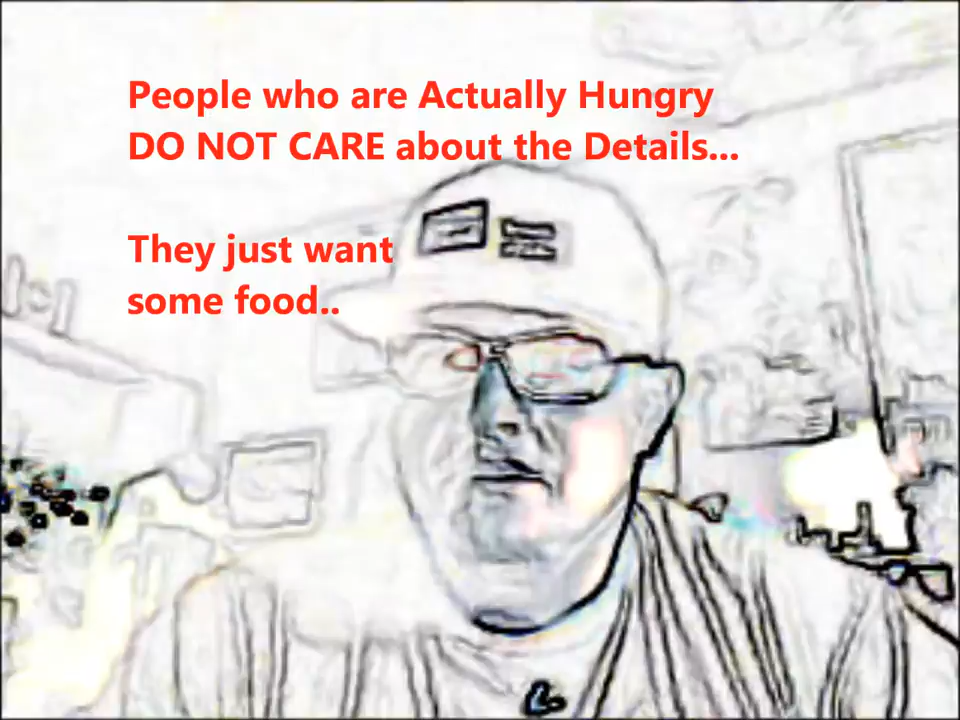 People who are Actually Hungry
DO NOT CARE about the Details...
They just want
some food..